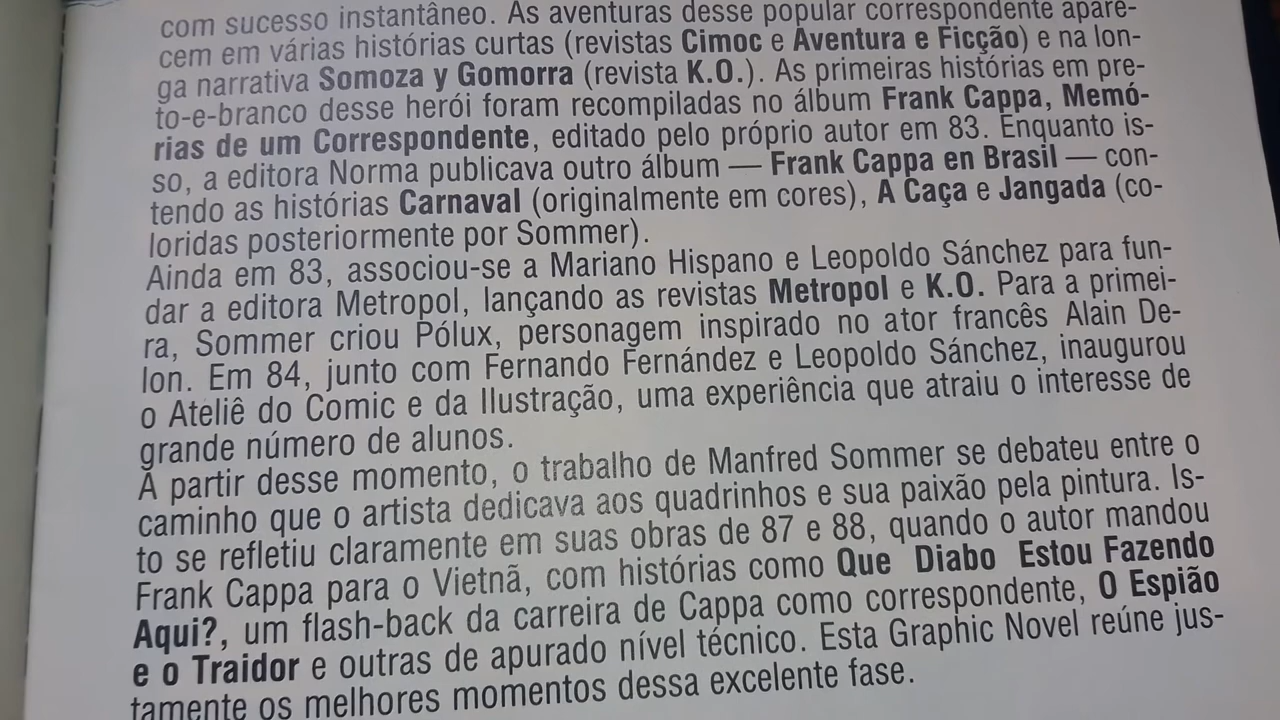 com sucesso instantâneo. As aventuras desse popular correspondente apare-
cem em várias histórias curtas (revistas Cimoc e Aventura e Ficção) e na lon-
ga narrativa Somoza y Gomorra (revista K.O.). As primeiras histórias em pre-
to-e-branco desse herói foram recompiladas no álbum Frank Cappa, Memó-
rias de um Correspondente, editado pelo próprio autor em 83. Enquanto is-
so, a editora Norma publicava outro álbum — Frank Cappa en Brasil — con-
tendo as histórias Carnaval (originalmente em cores), A Caça e Jangada (co-
loridas posteriormente por Sommer).
Ainda em 83, associou-se a Mariano Hispano e Leopoldo Sánchez para fun-
dar a editora Metropol, lançando as revistas Metropol e K.O. Para a primei-
ra, Sommer criou Pólux, personagem inspirado no ator francês Alain De-
lon. Em 84, junto com Fernando Fernández e Leopoldo Sánchez, inaugurou
o Ateliê do Comic e da Ilustração, uma experiência que atraiu o interesse de
grande número de alunos.
A partir desse momento, o trabalho de Manfred Sommer se debateu entre o
caminho que o artista dedicava aos quadrinhos e sua paixão pela pintura. Is-
to se refletiu claramente em suas obras de 87 e 88, quando o autor mandou
Frank Cappa para o Vietnã, com histórias como Que Diabo Estou Fazendo
Aqui?, um flash-back da carreira de Cappa como correspondente, O Espião
e o Traidor e outras de apurado nível técnico. Esta Graphic Novel reúne jus-
tamente os melhores momentos dessa excelente fase.